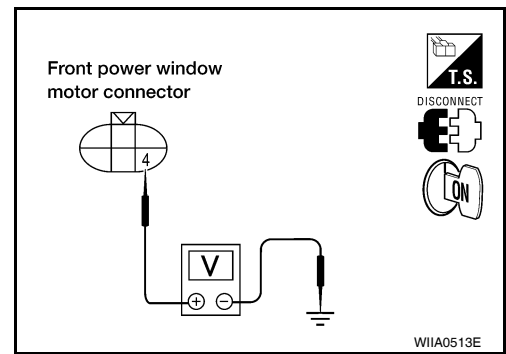 Front power window
motor connector
T.S.
DISCONNECT
4
ON
V
+ −
WIIA0513E